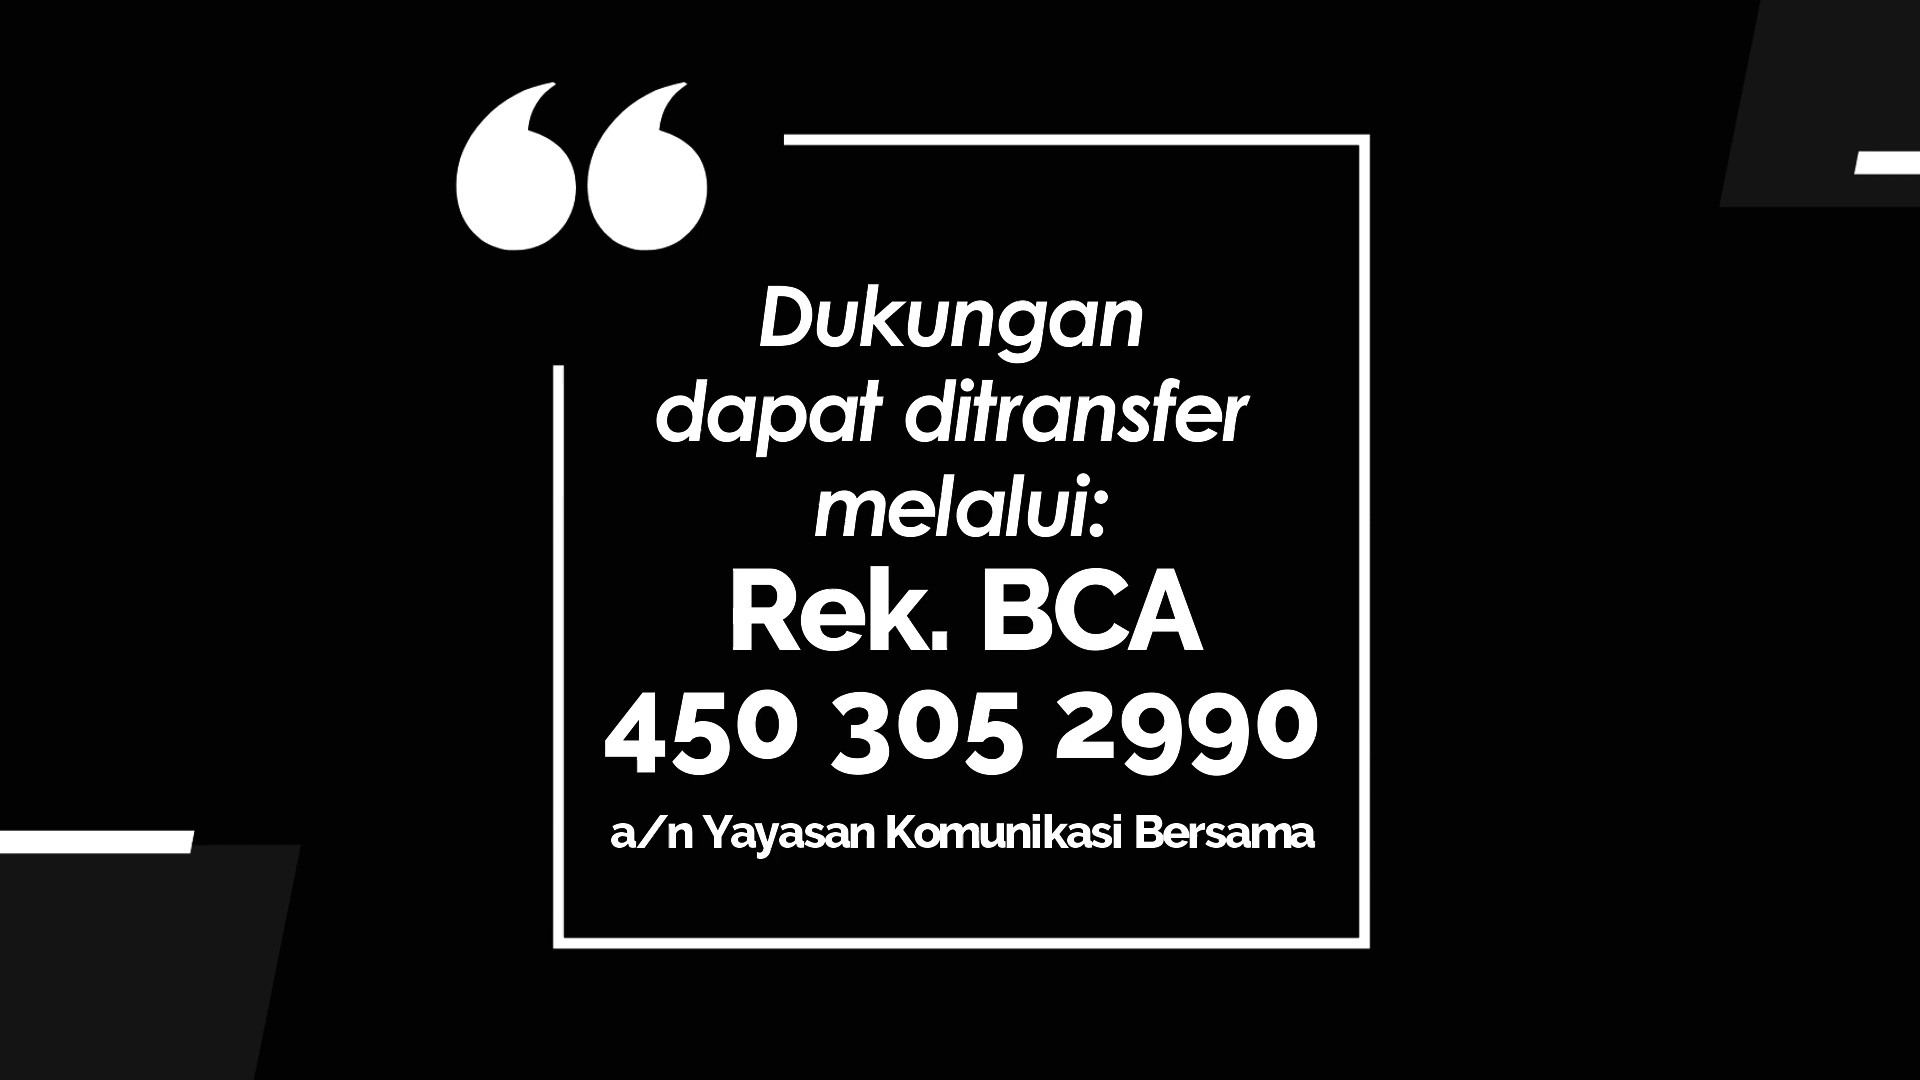 Dukungan
dapat ditransfer
melalui:
Rek. BCA
450 305 2990
a/n Yayasan Komunikasi Bersama